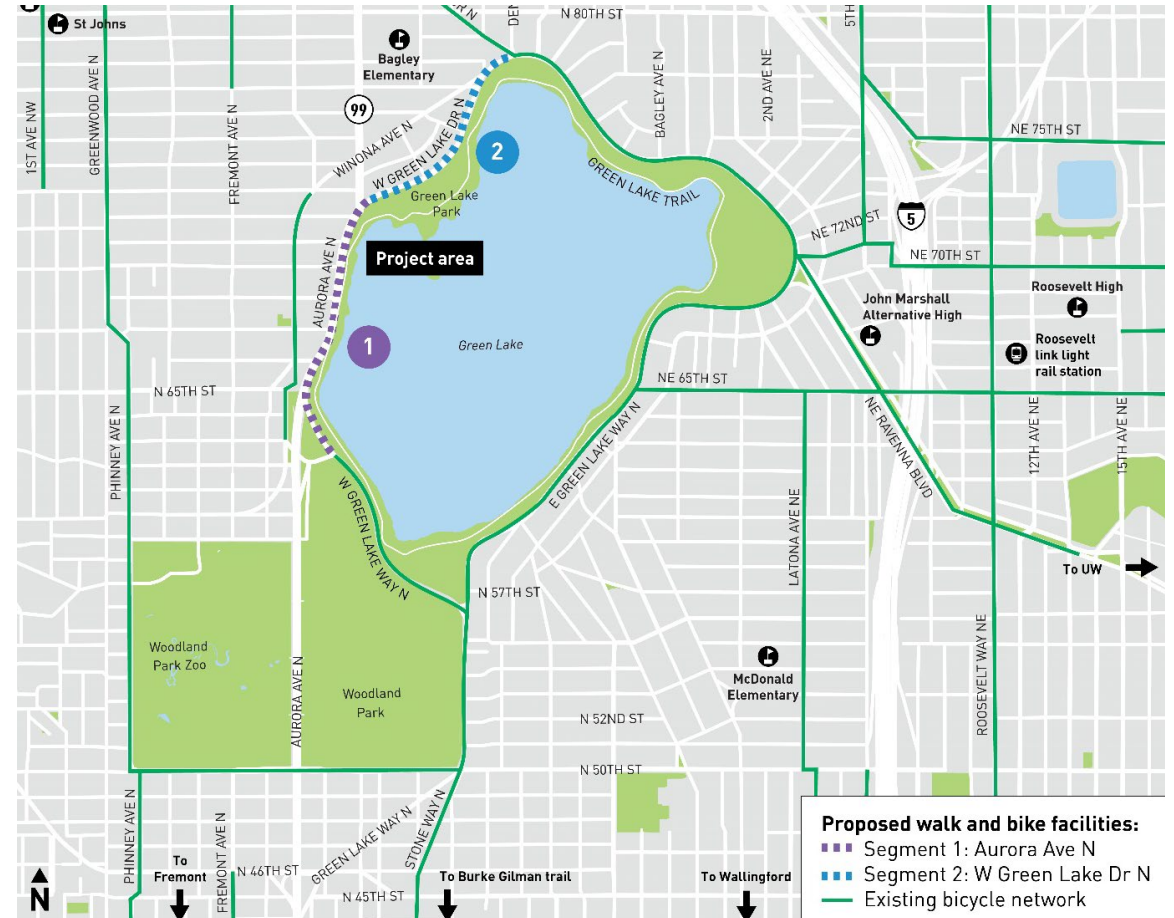 St Johns
N 80TH ST
5TH
Bagley
Elementary
GREENWOOD AVE N
1ST AVE NW
FREMONT AVE N
99
WINONA AVE N
W GREEN LAKE DR N
2
BAGLEY AVE N
2ND AVE NE
NE 75TH ST
GREEN LAKE TRAIL
Green Lake
Park
5
NE 72ND ST
NE 70TH ST
Project area
AURORA AVE N
1
Green Lake
John Marshall
Alternative High
Roosevelt High
Roosevelt
link light
rail station
N 65TH ST
NE 65TH ST
PHINNEY AVE N
E GREEN LAKE WAY N
NE RAVENNA BLVD
12TH AVE NE
15TH AVE NE
W GREEN LAKE WAY N
LATONA AVE NE
To UW
N 57TH ST
Woodland
Park Zoo
AURORA AVE N
Woodland
Park
McDonald
Elementary
ROOSEVELT WAY NE
N 52ND ST
N 50TH ST
PHINNEY AVE N
FREMONT AVE N
GREEN LAKE WAY N
STONE WAY N
To
Fremont
N 46TH ST
N 45TH ST
To Burke Gilman trail
To Wallingford
N
Proposed walk and bike facilities:
Segment 1: Aurora Ave N
Segment 2: W Green Lake Dr N
Existing bicycle network